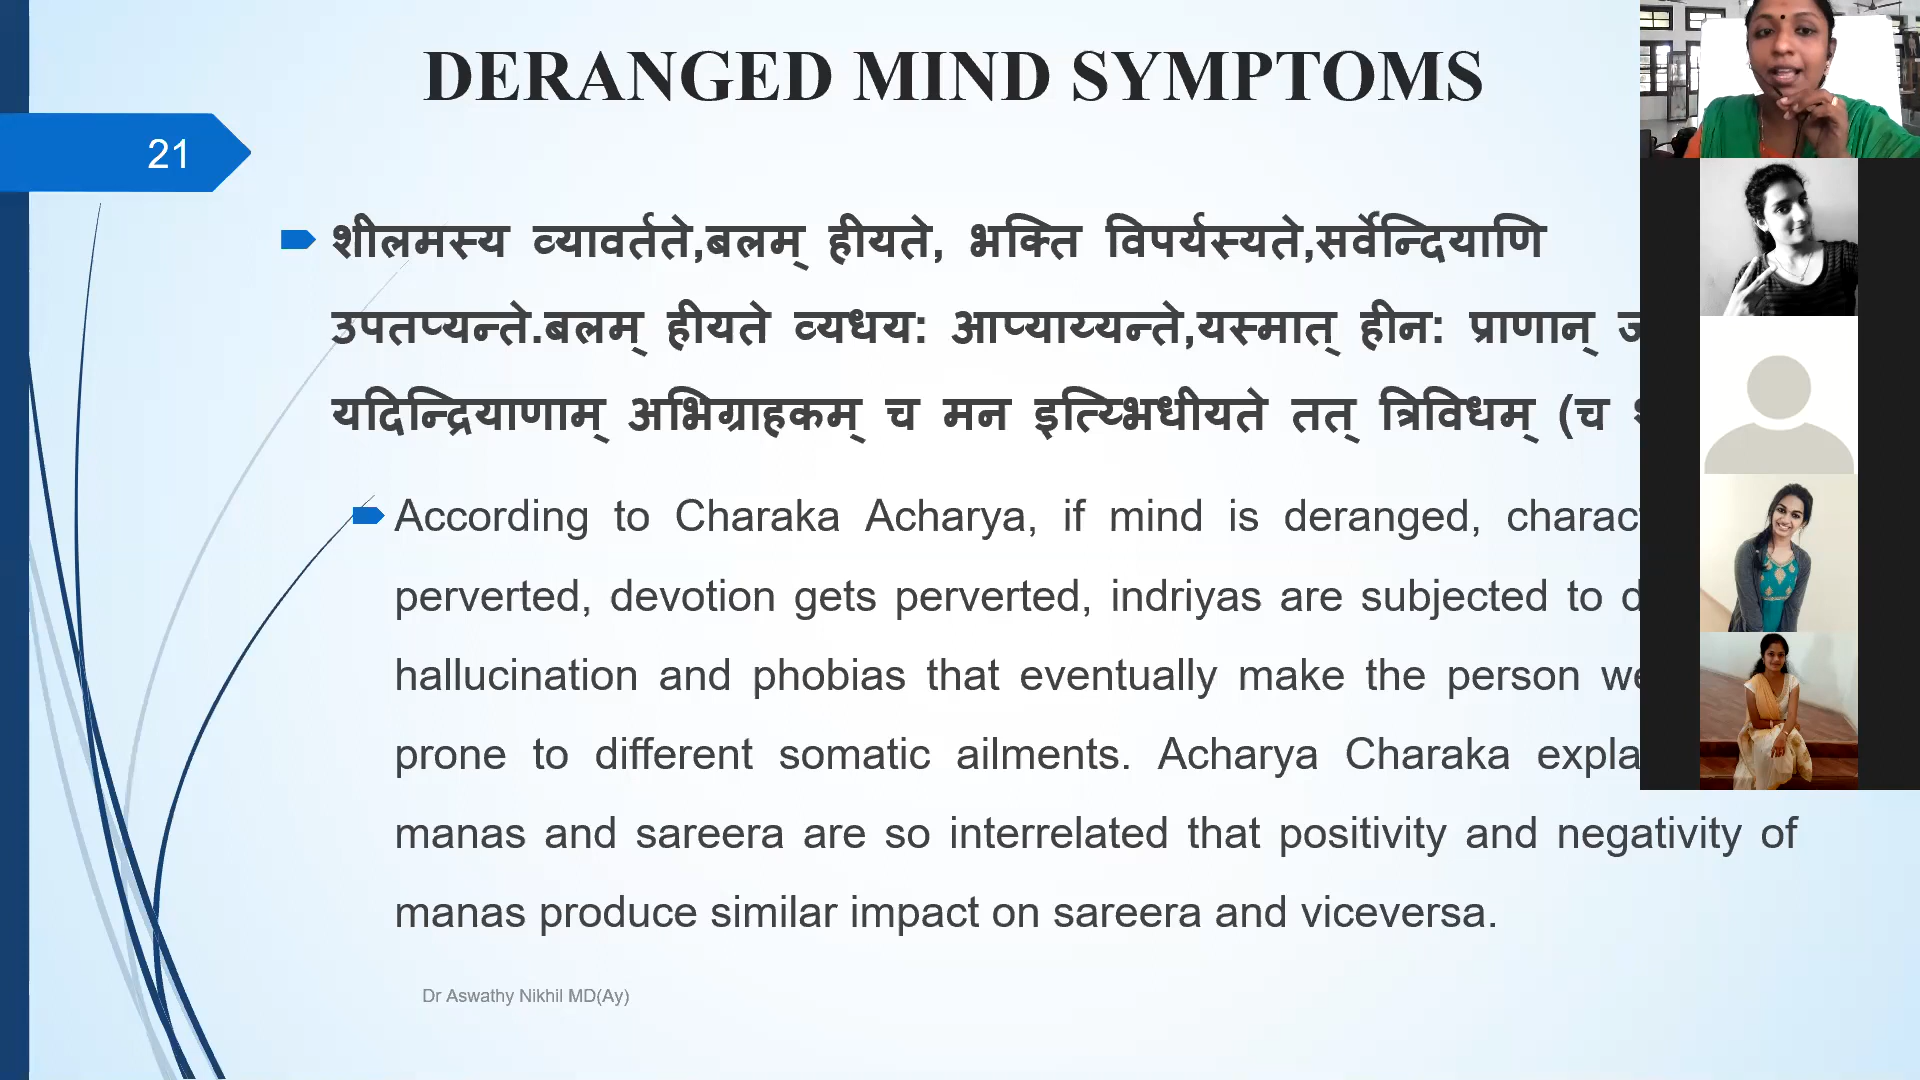 DERANGED MIND SYMPTOMS
21
शीलमस्य व्यावर्तते,बलम् हीयते, भक्ति विपर्यस्यते,सर्वेन्दियाणि
उपतप्यन्ते.बलम् हीयते व्यधय: आप्याय्यन्ते,यस्मात् हीन: प्राणान्
यदिन्द्रियाणाम् अभिग्राहकम् च मन इत्य्भिधीयते तत् त्रिविधम् (च
According to Charaka Acharya, if mind is deranged,
perverted, devotion gets perverted, indriyas are subjected to
hallucination and phobias that eventually make the person
prone to different somatic ailments. Acharya Charaka
manas and sareera are so interrelated that positivity and negativity of
manas produce similar impact on sareera and viceversa.
Dr Aswathy Nikhil MD(Ay)